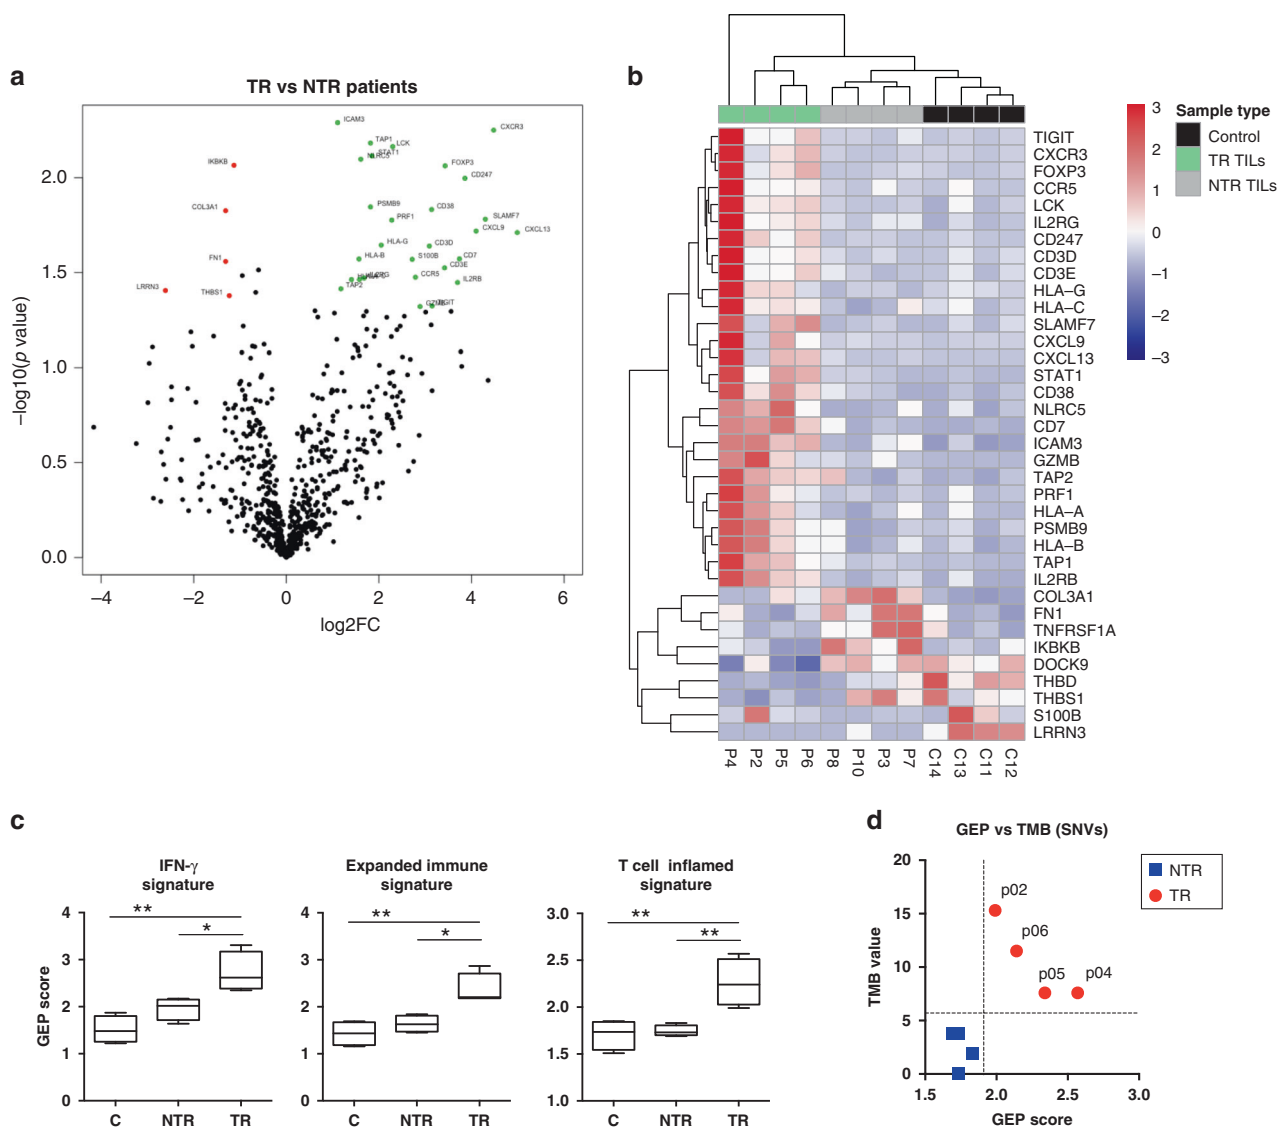 a
TR vs NTR patients
ICAM3
CXCR3
TAP1
LCK
STAT1
NLRC5
IKBKB
FOXP3
CD247
COL3A1
PSMB9
CD38
PRF1
SLAMF7
CXCL9
CXCL13
HLA-G
CD3D
FN1
HLA-B
S100B
CD7
CD3E
CCR5
IL2RB
LRRN3
THBS1
TAP2
GZMB
TIGIT
2.0
1.5
1.0
0.5
0.0
−log10(p value)
−4
−2
0
2
4
6
log2FC
b
TIGIT
CXCR3
FOXP3
CCR5
LCK
IL2RG
CD247
CD3D
CD3E
HLA−G
HLA−C
SLAMF7
CXCL9
CXCL13
STAT1
CD38
NLRC5
CD7
ICAM3
GZMB
TAP2
PRF1
HLA−A
PSMB9
HLA−B
TAP1
IL2RB
COL3A1
FN1
TNFRSF1A
IKBKB
DOCK9
THBD
THBS1
S100B
LRRN3
P4 P2 P5 P6 P8 P10 P3 P7 C14 C13 C11 C12
3
2
1
0
−1
−2
−3
Sample type
Control
TR TILs
NTR TILs
c
IFN-γ
signature
4
3
2
1
0
GEP score
C NTR TR
**
*
Expanded immune
signature
4
3
2
1
0
C NTR TR
**
*
T cell inflamed
signature
3.0
2.5
2.0
1.5
1.0
C NTR TR
**
**
d
GEP vs TMB (SNVs)
20
15
10
5
0
TMB value
p02
p06
p05
p04
1.5 2.0 2.5 3.0
GEP score
NTR
TR